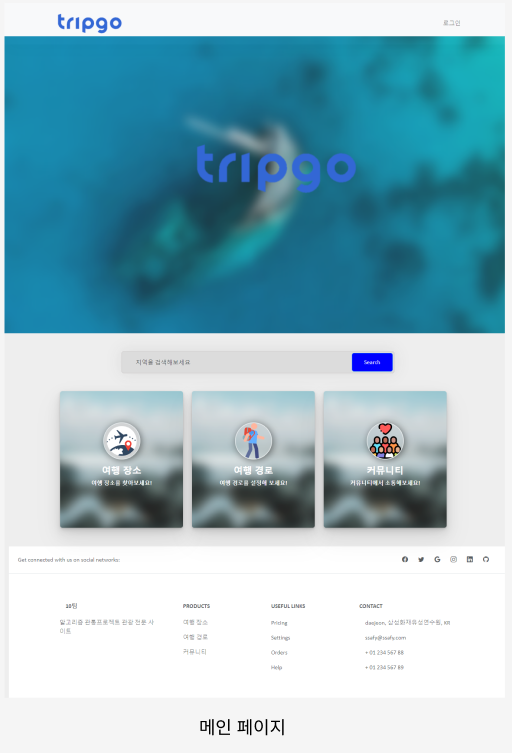 tripgo
로그인
tripgo
지역을 검색해보세요
Search
여행 장소
여행 장소를 찾아보세요!
여행 경로
여행 경로를 설정해 보세요!
커뮤니티
커뮤니티에서 소통해보세요!
Get connected with us on social networks:
10팀
PRODUCTS
USEFUL LINKS
CONTACT
알고리즘 관통프로젝트 관광 전문 사
이트
여행 장소
여행 경로
커뮤니티
Pricing
Settings
Orders
Help
daejeon, 삼성화재유성연수원, KR
ssafy@ssafy.com
+ 01 234 567 88
+ 01 234 567 89
메인 페이지